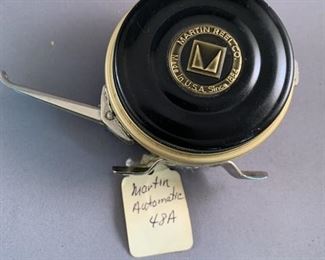 MARTIN REEL CO.
M
Made in U.S.A. Since 1884
Martin
Automatic
48A